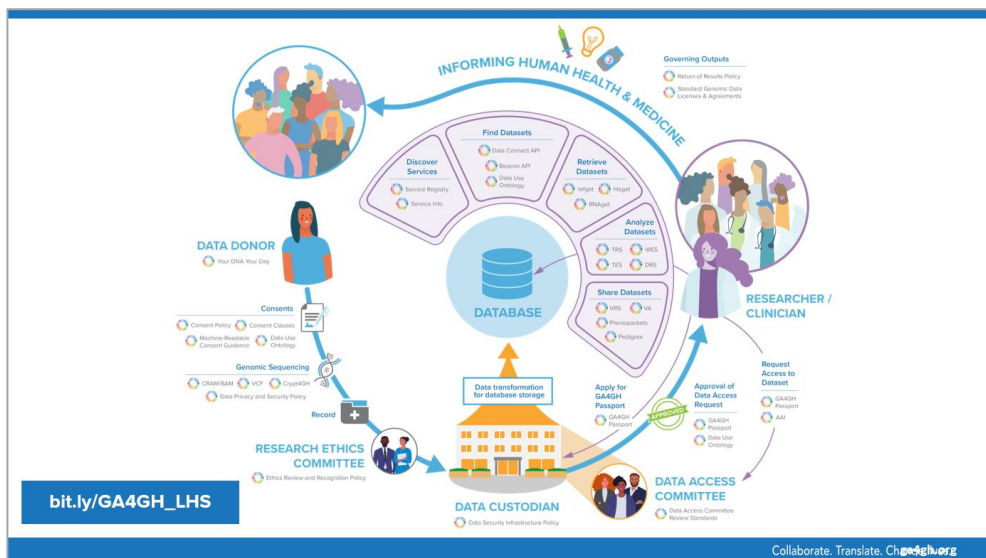 INFORMING HUMAN HEALTH & MEDICINE
Governing Outputs
Return of Results Policy
Standard Genomic Data
Licenses & Agreements
Find Datasets
Data Connect API
Beacon API
Data Use
Ontology
Discover
Services
Service Registry
Service Info
Retrieve
Datasets
refget
htsget
RNAget
Analyze
Datasets
TRS
WES
TES
DRS
Share Datasets
VRS
VA
Phenopackets
Pedigree
DATABASE
DATA DONOR
Your DNA Your Day
Consents
Consent Policy
Consent Clauses
Machine-Readable
Consent Guidance
Data Use
Ontology
Genomic Sequencing
CRAM/BAM
VCF
Crypt4GH
Data Privacy and Security Policy
Record
RESEARCH ETHICS
COMMITTEE
Ethics Review and Recognition Policy
Data transformation
for database storage
DATA CUSTODIAN
Data Security Infrastructure Policy
Apply for
GA4GH
Passport
GA4GH
Passport
APPROVED
Approval of
Data Access
Request
GA4GH
Passport
Data Use
Ontology
RESEARCHER /
CLINICIAN
Request
Access to
Dataset
GA4GH
Passport
AAI
DATA ACCESS
COMMITTEE
Data Access Committee
Review Standards
bit.ly/GA4GH_LHS
Collaborate. Translate.
ga4gh.org